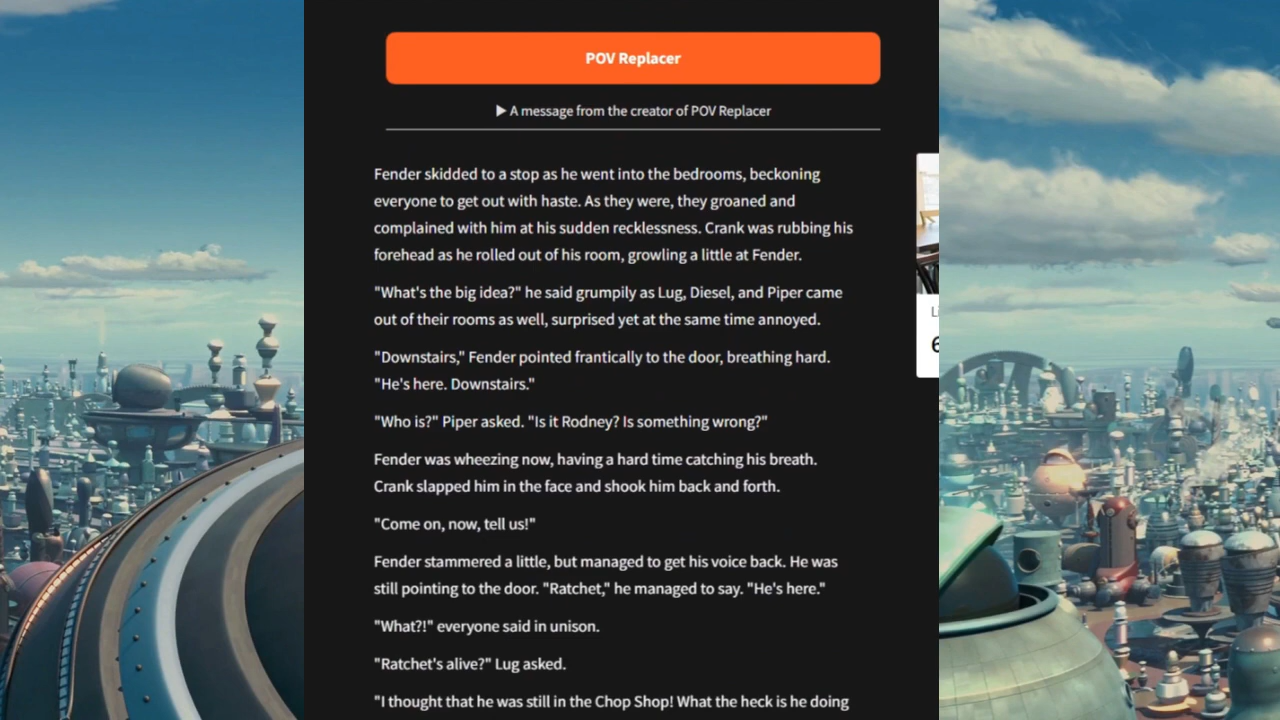 POV Replacer
▶ A message from the creator of POV Replacer
Fender skidded to a stop as he went into the bedrooms, beckoning
everyone to get out with haste. As they were, they groaned and
complained with him at his sudden recklessness. Crank was rubbing his
forehead as he rolled out of his room, growling a little at Fender.
"What's the big idea?" he said grumpily as Lug, Diesel, and Piper came
out of their rooms as well, surprised yet at the same time annoyed.
"Downstairs," Fender pointed frantically to the door, breathing hard.
"He's here. Downstairs."
"Who is?" Piper asked. "Is it Rodney? Is something wrong?"
Fender was wheezing now, having a hard time catching his breath.
Crank slapped him in the face and shook him back and forth.
"Come on, now, tell us!"
Fender stammered a little, but managed to get his voice back. He was
still pointing to the door. "Ratchet," he managed to say. "He's here."
"What?!" everyone said in unison.
"Ratchet's alive?" Lug asked.
"I thought that he was still in the Chop Shop! What the heck is he doing